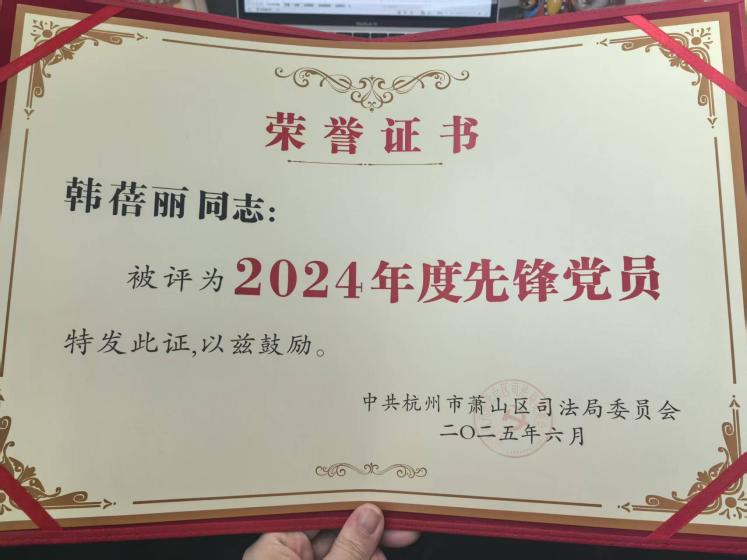 荣誉证书
韩蓓丽同志：
被评为2024年度先锋党员
特发此证,以兹鼓励。
中共杭州市萧山区司法局委员会
二〇二五年六月